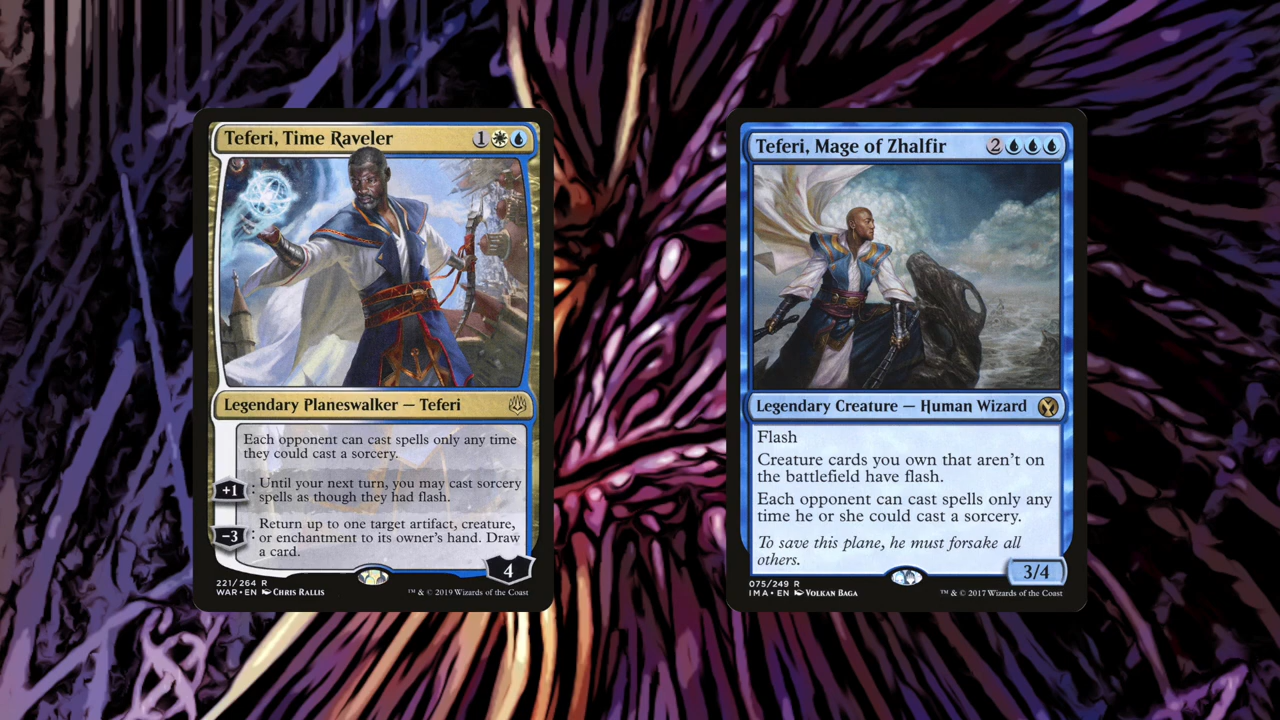 Teferi, Time Raveler 1
Legendary Planeswalker — Teferi
Each opponent can cast spells only any time
they could cast a sorcery.
+1: Until your next turn, you may cast sorcery
spells as though they had flash.
−3: Return up to one target artifact, creature,
or enchantment to its owner's hand. Draw
a card.
4
221/264 R
WAR • EN Chris Rallis
™ & © 2019 Wizards of the Coast
Teferi, Mage of Zhalfir 2
Legendary Creature — Human Wizard
Flash
Creature cards you own that aren't on
the battlefield have flash.
Each opponent can cast spells only any
time he or she could cast a sorcery.
To save this plane, he must forsake all
others.
3/4
075/249 R
IMA • EN Volkan Baga
™ & © 2017 Wizards of the Coast